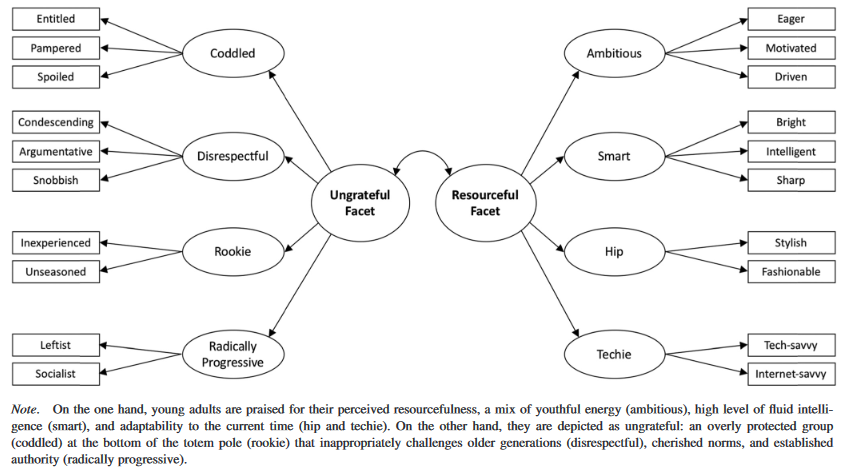 Entitled
Pampered
Spoiled
Coddled
Condescending
Argumentative
Snobbish
Disrespectful
Inexperienced
Unseasoned
Rookie
Leftist
Socialist
Radically
Progressive
Ungrateful
Facet
Resourceful
Facet
Ambitious
Eager
Motivated
Driven
Smart
Bright
Intelligent
Sharp
Hip
Stylish
Fashionable
Techie
Tech-savvy
Internet-savvy
Note. On the one hand, young adults are praised for their perceived resourcefulness, a mix of youthful energy (ambitious), high level of fluid intelli-
gence (smart), and adaptability to the current time (hip and techie). On the other hand, they are depicted as ungrateful: an overly protected group
(coddled) at the bottom of the totem pole (rookie) that inappropriately challenges older generations (disrespectful), cherished norms, and established
authority (radically progressive).